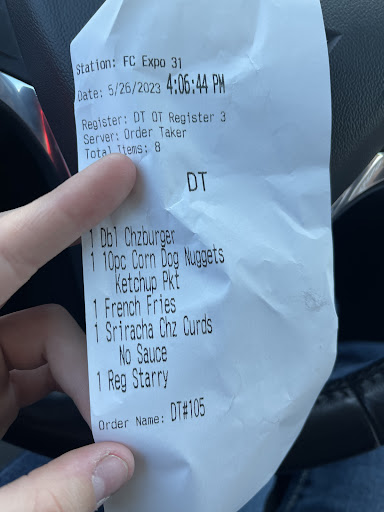 Station: FC Expo 31
Date: 5/26/2023 4:06:44 PM
Register: DT OT Register 3
Server: Order Taker
Total Items: 8
DT
1 Dbl Chzburger
1 10pc Corn Dog Nuggets
Ketchup Pkt
1 French Fries
1 Sriracha Chz Curds
No Sauce
1 Reg Starry
Order Name: DT#105